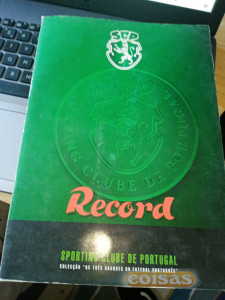 SCP
SPORTING CLUBE DE PORTUGAL
Record
SPORTING CLUBE DE PORTUGAL
COLECÇÃO "OS TRÊS GRANDES DO FUTEBOL PORTUGUÊS"
coisas